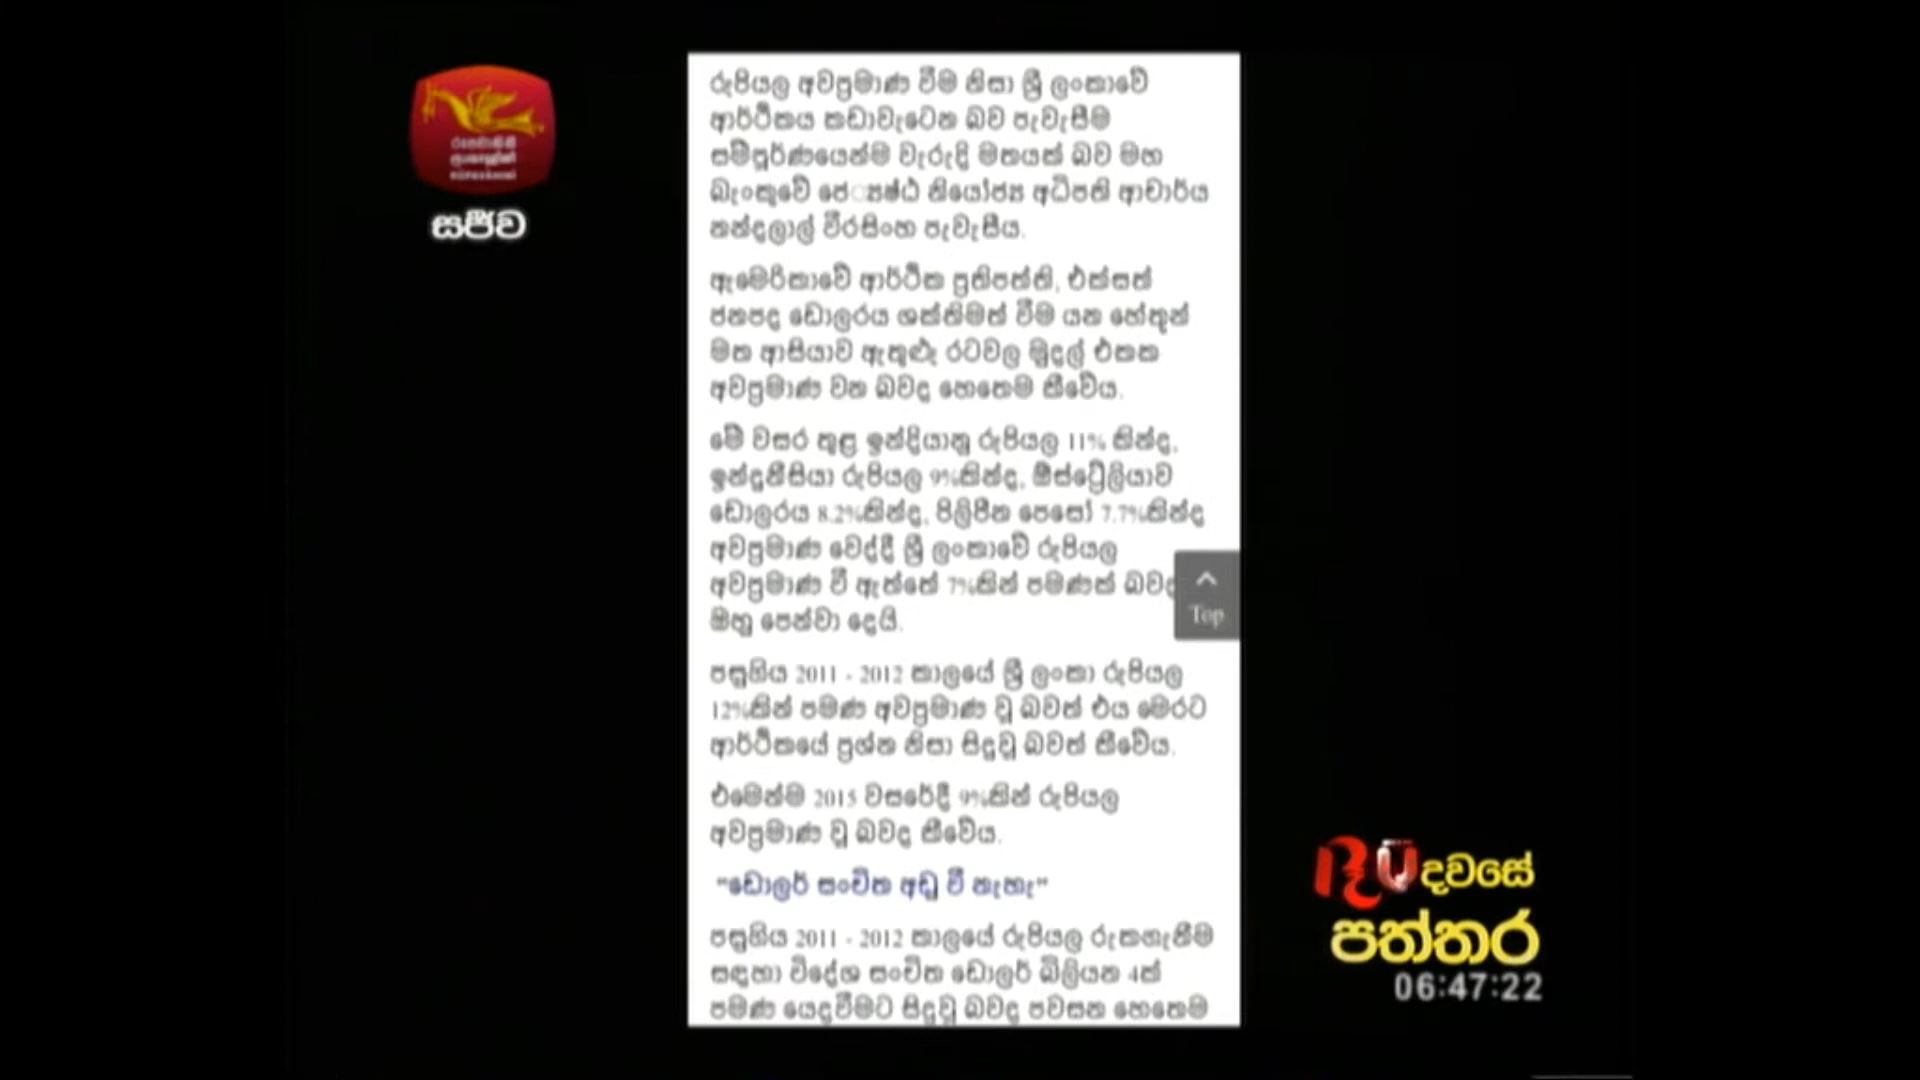 රූපවාහිනී
සජීව
රුපියල අවප්‍රමාණ වීම නිසා ශ්‍රී ලංකාවේ
ආර්ථිකය කඩාවැටෙන බව පැවැසීම
සම්පූර්ණයෙන්ම වැරුදි මතයක් බව මහ
බැංකුවේ ජ්‍යෙෂ්ඨ නියෝජ්‍ය අධිපති ආචාර්ය
නන්දලාල් වීරසිංහ පැවැසීය.
ඇමෙරිකාවේ ආර්ථික ප්‍රතිපත්ති, එක්සත්
ජනපද ඩොලරය ශක්තිමත් වීම යන හේතූන්
මත ආසියාව ඇතුළු රටවල මුදල් ඒකක
අවප්‍රමාණ වන බවද හෙතෙම කීවේය.
මේ වසර තුළ ඉන්දියානු රුපියල 11% කින්ද,
ඉන්දුනීසියා රුපියල 9%කින්ද, ඕස්ට්‍රේලියාව
ඩොලරය 8.2%කින්ද, පිලිපීන පෙසෝ 7.7%කින්ද
අවප්‍රමාණ වෙද්දී ශ්‍රී ලංකාවේ රුපියල
අවප්‍රමාණ වී ඇත්තේ 7%කින් පමණක් බවද
ඔහු පෙන්වා දෙයි.
Top
පසුගිය 2011 - 2012 කාලයේ ශ්‍රී ලංකා රුපියල
12%කින් පමණ අවප්‍රමාණ වූ බවත් එය මෙරට
ආර්ථිකයේ ප්‍රශ්න නිසා සිදුවූ බවත් කීවේය.
එමෙන්ම 2015 වසරේදී 9%කින් රුපියල
අවප්‍රමාණ වූ බවද කීවේය.
"ඩොලර් සංචිත අඩු වී නැහැ"
පසුගිය 2011 - 2012 කාලයේ රුපියල රැකගැනීම
සඳහා විදේශ සංචිත ඩොලර් බිලියන 4ක්
පමණ යෙදවීමට සිදුවූ බවද පවසන හෙතෙම
රූ දවසේ
පත්තර
06:47:22